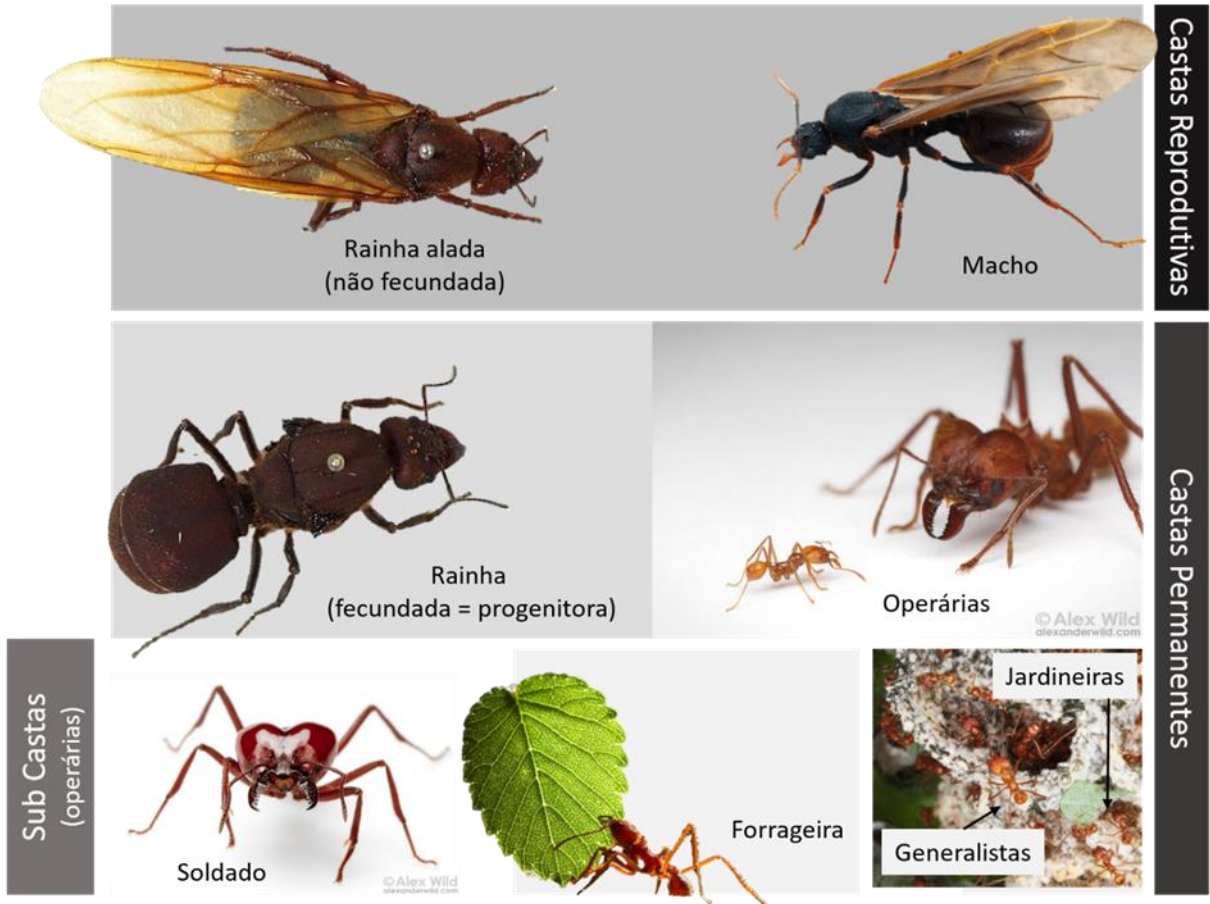 Castas Reprodutivas
Rainha alada
(não fecundada)
Macho
Castas Permanentes
Rainha
(fecundada = progenitora)
Operárias
© Alex Wild
alexanderwild.com
Sub Castas
(operárias)
Soldado
© Alex Wild
alexanderwild.com
Forrageira
Jardineiras
Generalistas